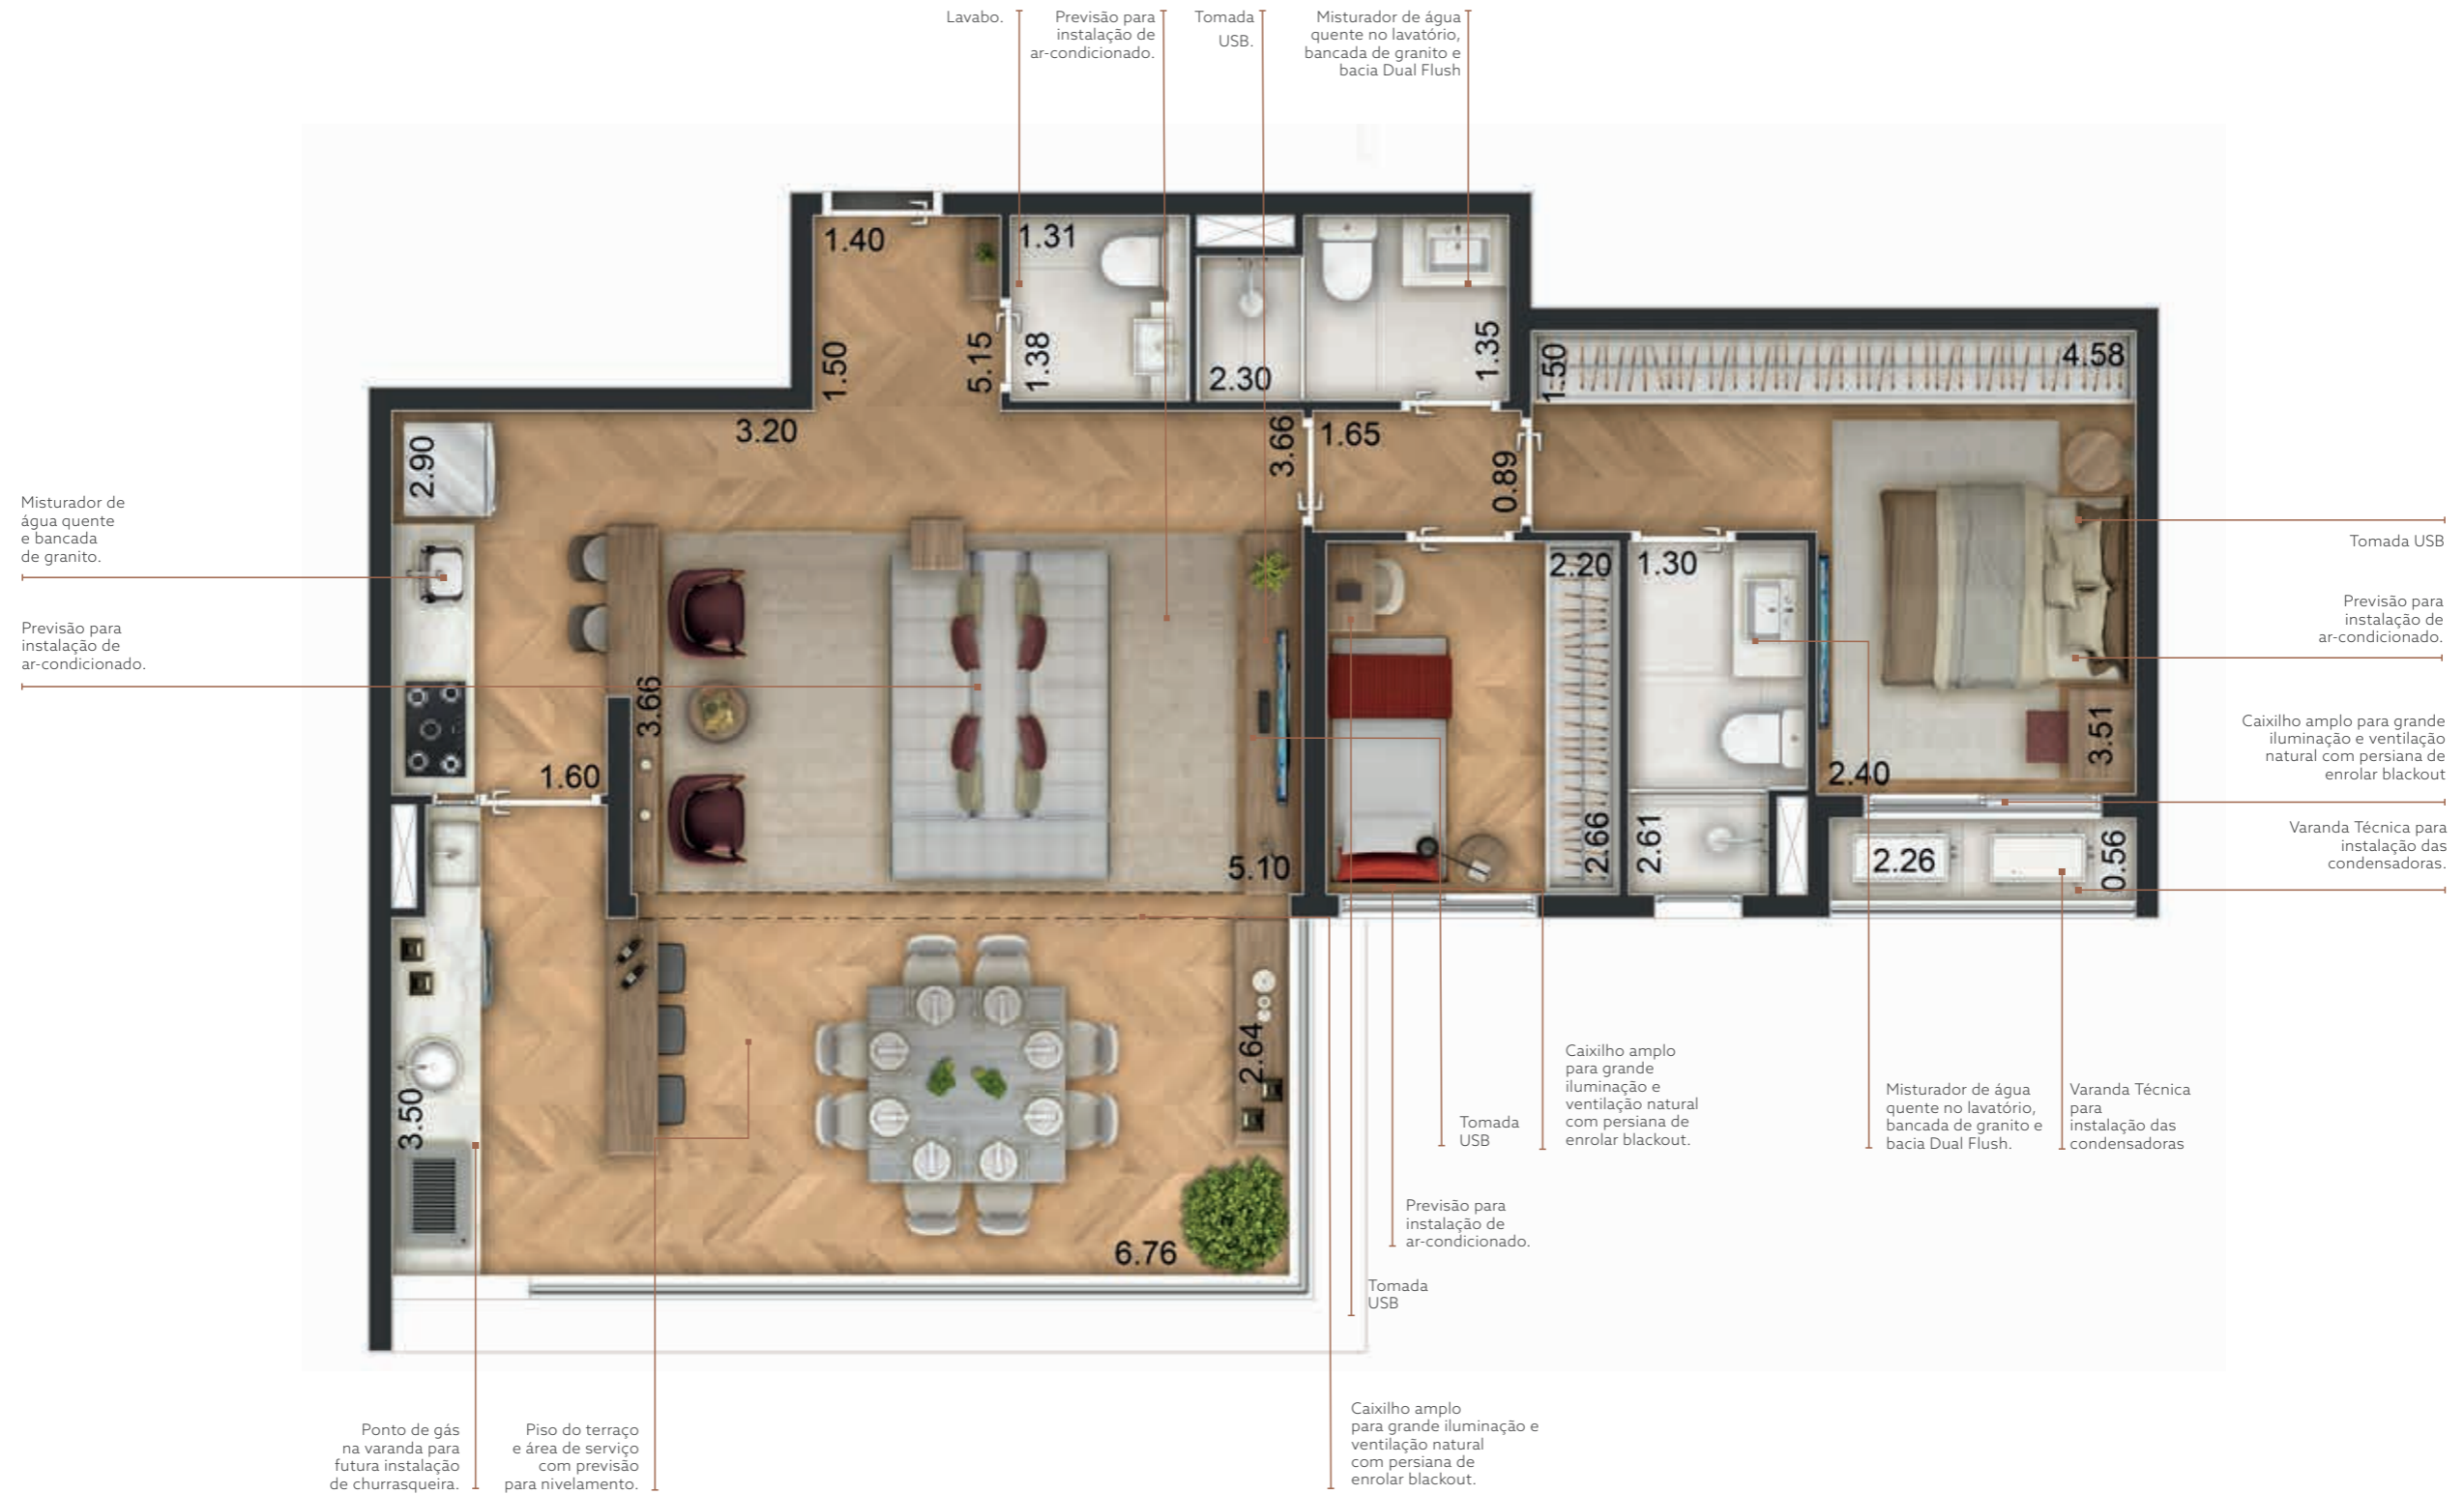 Lavabo.
Previsão para
instalação de
ar-condicionado.
Tomada
USB.
Misturador de água
quente no lavatório,
bancada de granito e
bacia Dual Flush
1.40
1.31
1.50
5.15
1.38
2.30
1.35
1.50
4.58
2.90
3.20
3.66
1.65
0.89
Misturador de
água quente
e bancada
de granito.
Previsão para
instalação de
ar-condicionado.
3.66
1.60
5.10
2.20
2.66
1.30
2.61
2.40
3.51
2.26
0.56
Tomada USB
Previsão para
instalação de
ar-condicionado.
Caixilho amplo para grande
iluminação e ventilação
natural com persiana de
enrolar blackout
Varanda Técnica para
instalação das
condensadoras.
3.50
2.64
6.76
Tomada
USB
Caixilho amplo
para grande
iluminação e
ventilação natural
com persiana de
enrolar blackout.
Misturador de água
quente no lavatório,
bancada de granito e
bacia Dual Flush.
Varanda Técnica
para
instalação das
condensadoras
Previsão para
instalação de
ar-condicionado.
Tomada
USB
Ponto de gás
na varanda para
futura instalação
de churrasqueira.
Piso do terraço
e área de serviço
com previsão
para nivelamento.
Caixilho amplo
para grande iluminação e
ventilação natural
com persiana de
enrolar blackout.